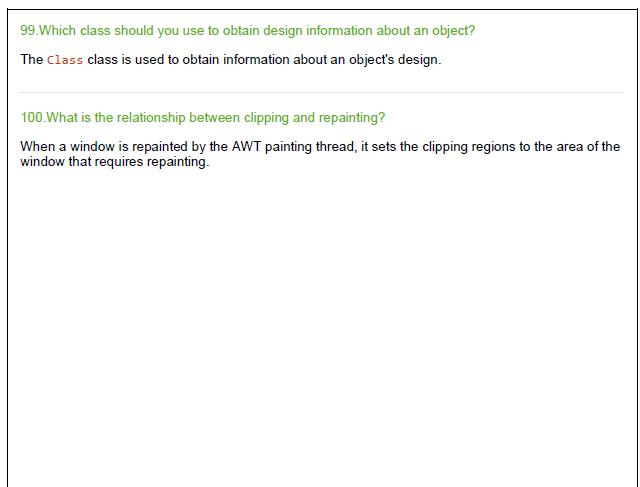 99.Which class should you use to obtain design information about an object?
The Class class is used to obtain information about an object's design.
100.What is the relationship between clipping and repainting?
When a window is repainted by the AWT painting thread, it sets the clipping regions to the area of the
window that requires repainting.